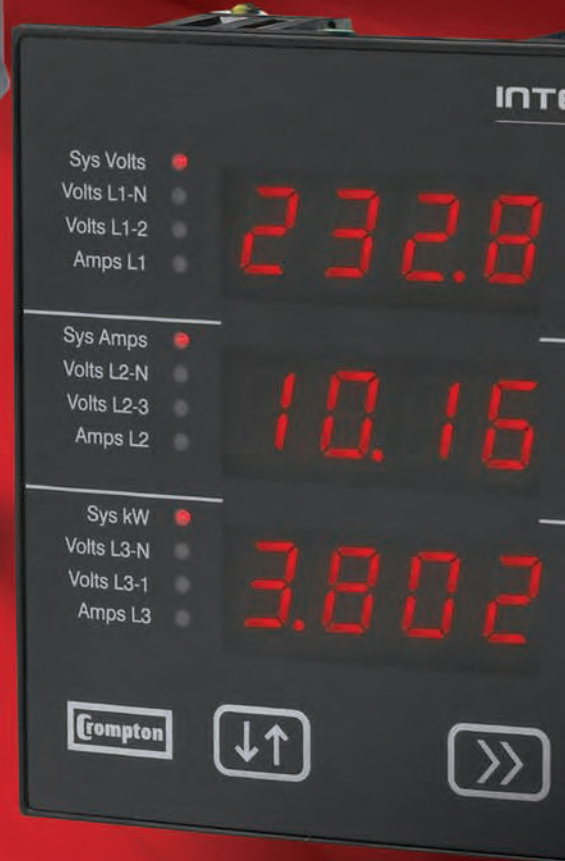 Sys Volts
Volts L1-N
Volts L1-2
Amps L1
232.8
Sys Amps
Volts L2-N
Volts L2-3
Amps L2
10.16
Sys kW
Volts L3-N
Volts L3-1
Amps L3
3.802
Crompton